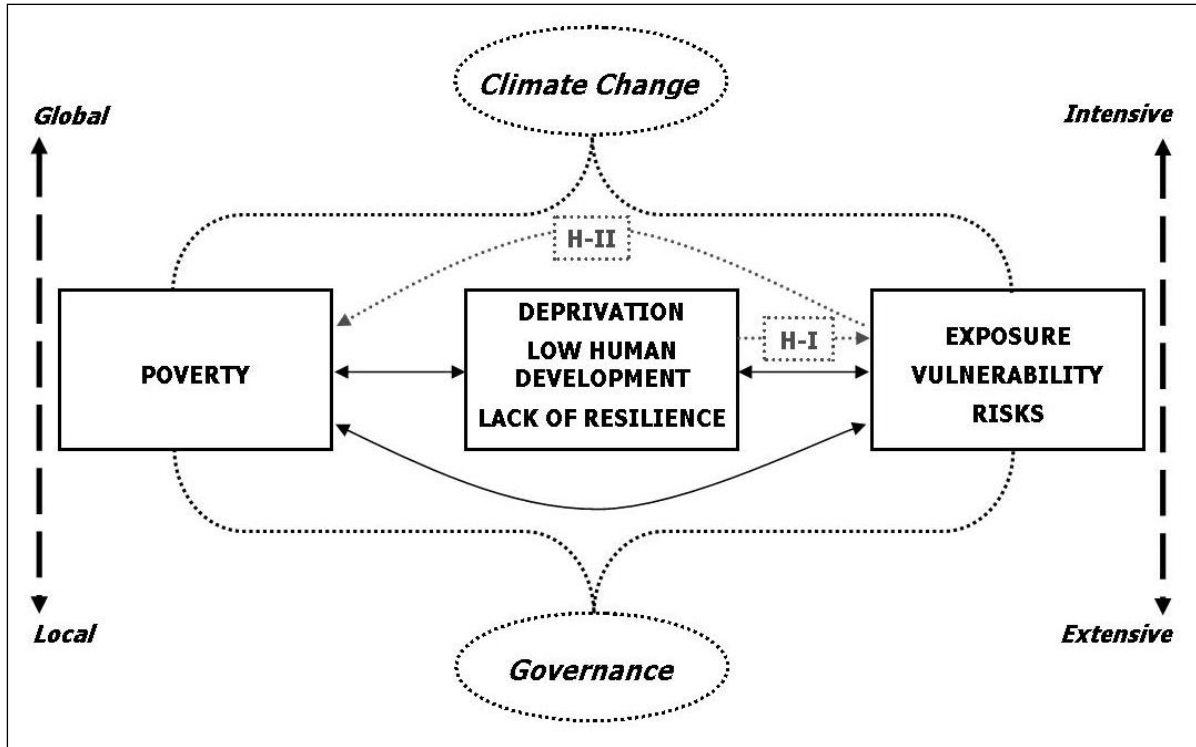 Climate Change
Global
Intensive
H-II
DEPRIVATION
LOW HUMAN
DEVELOPMENT
LACK OF RESILIENCE
H-I
POVERTY
EXPOSURE
VULNERABILITY
RISKS
Local
Extensive
Governance